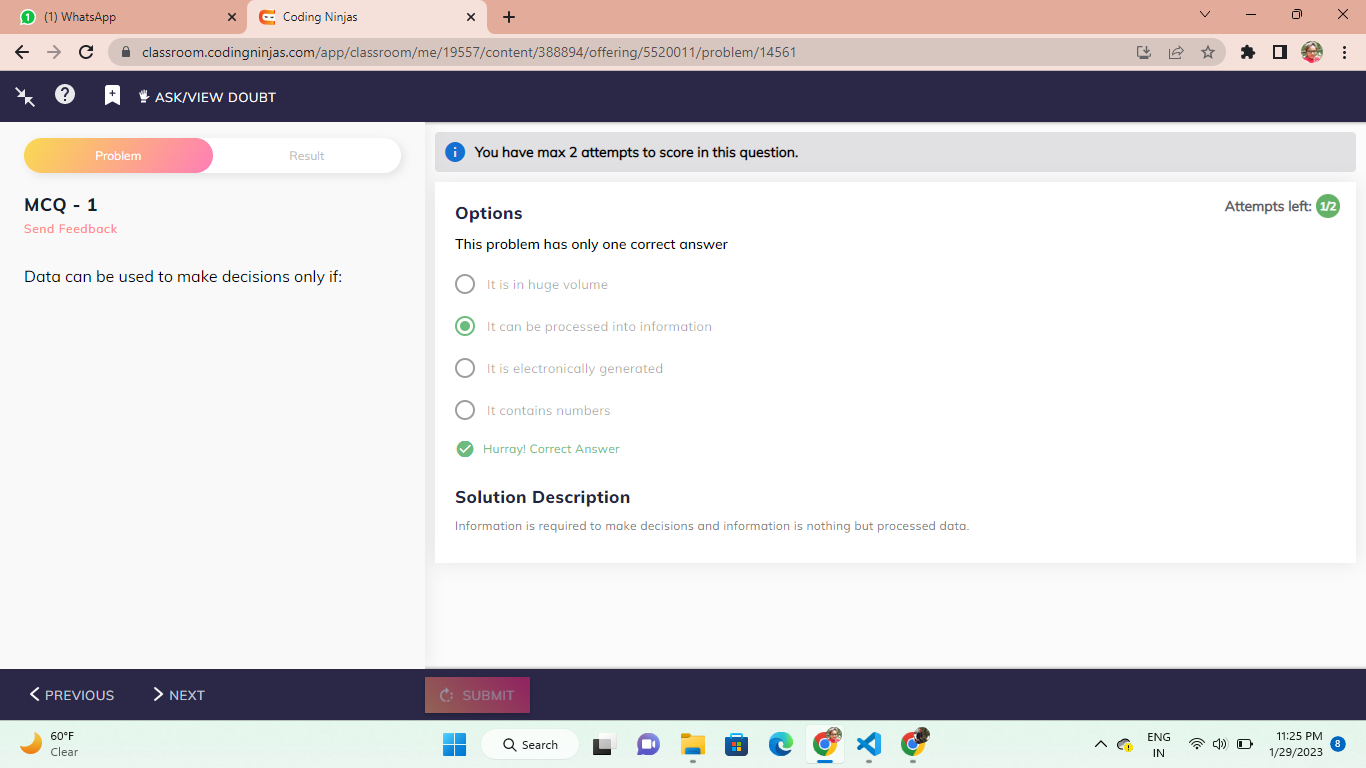 (1) WhatsApp
Coding Ninjas
classroom.codingninjas.com/app/classroom/me/19557/content/388894/offering/5520011/problem/14561
ASK/VIEW DOUBT
Problem
Result
MCQ - 1
Send Feedback
Data can be used to make decisions only if:
You have max 2 attempts to score in this question.
Attempts left: 1/2
Options
This problem has only one correct answer
It is in huge volume
It can be processed into information
It is electronically generated
It contains numbers
Hurray! Correct Answer
Solution Description
Information is required to make decisions and information is nothing but processed data.
PREVIOUS
NEXT
SUBMIT
60°F
Clear
Search
ENG
IN
11:25 PM
1/29/2023
8